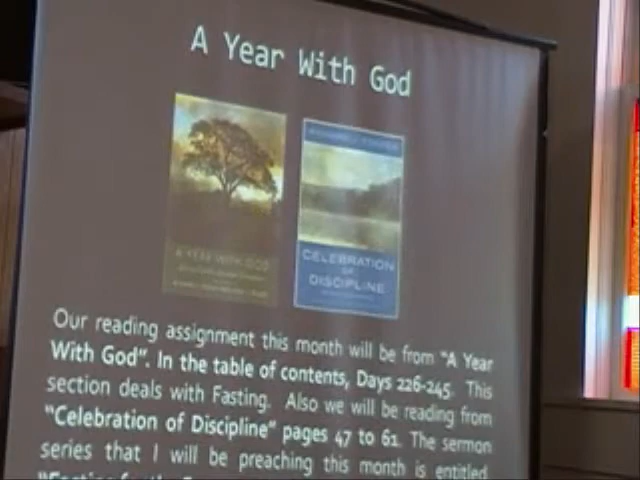 A Year With God
A YEAR WITH GOD
CELEBRATION
OF
DISCIPLINE
Our reading assignment this month will be from "A Year
With God". In the table of contents, Days 226-245. This
section deals with Fasting. Also we will be reading from
"Celebration of Discipline" pages 47 to 61. The sermon
series that I will be preaching this month is entitled